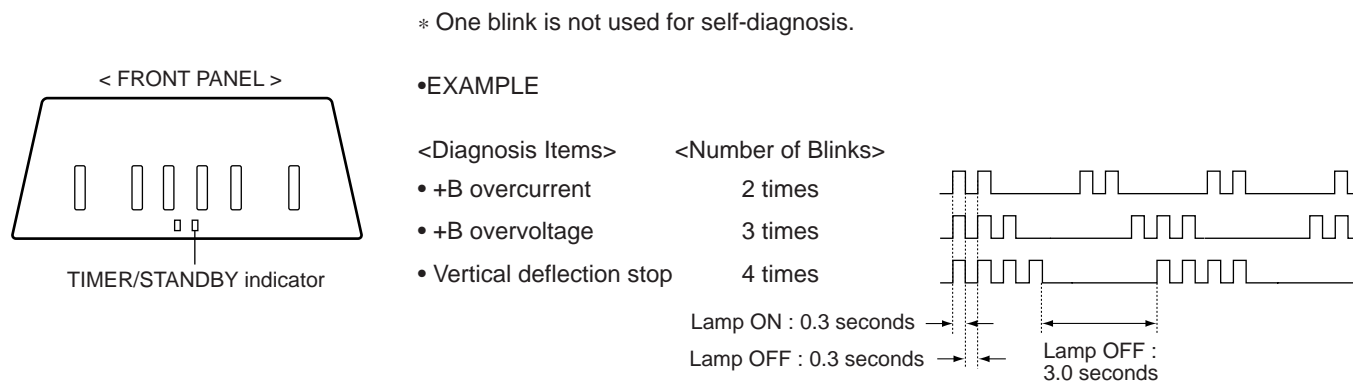 ∗ One blink is not used for self-diagnosis.
< FRONT PANEL >
TIMER/STANDBY indicator
•EXAMPLE
<Diagnosis Items> <Number of Blinks>
• +B overcurrent 2 times
• +B overvoltage 3 times
• Vertical deflection stop 4 times
Lamp ON : 0.3 seconds
Lamp OFF : 0.3 seconds
Lamp OFF :
3.0 seconds